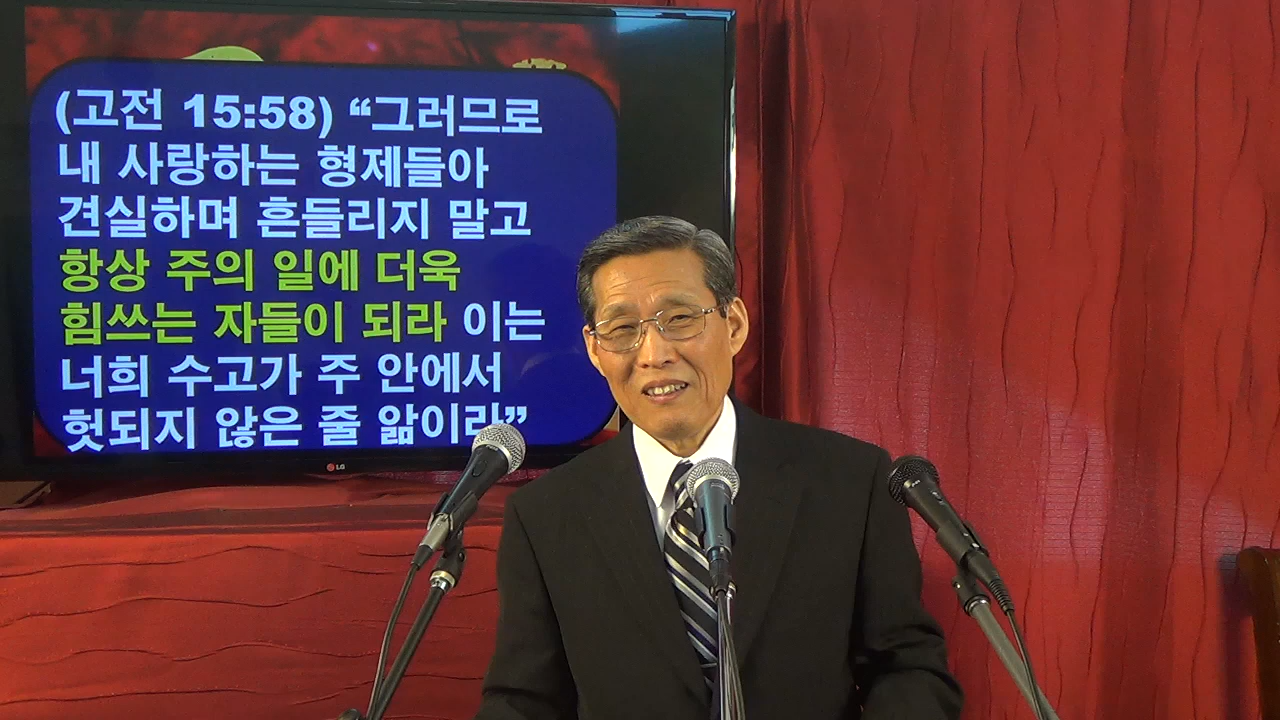 (고전 15:58) “그러므로
내 사랑하는 형제들아
견실하며 흔들리지 말고
항상 주의 일에 더욱
힘쓰는 자들이 되라 이는
너희 수고가 주 안에서
헛되지 않은 줄 앎이라”
LG